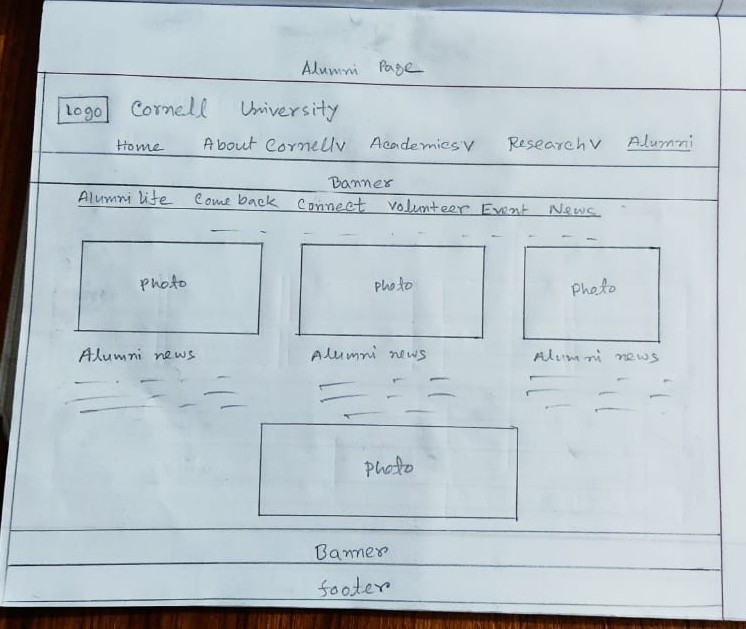 Alumni Page
Logo Cornell University
Home About Cornell v Academics v Research v Alumni
Banner
Alumni life Come back Connect Volunteer Event News
Photo Photo Photo
Alumni news Alumni news Alumni news
Photo
Banner
footer